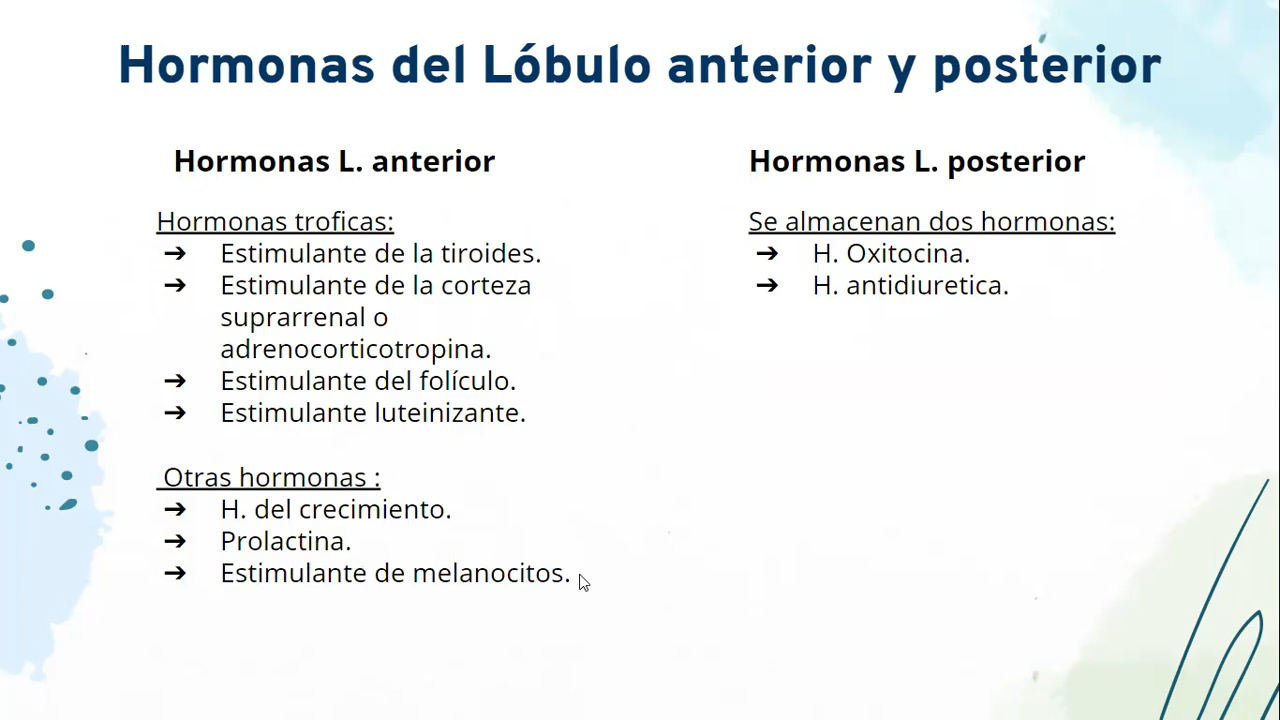 Hormonas del Lóbulo anterior y posterior
Hormonas L. anterior
Hormonas troficas:
➔ Estimulante de la tiroides.
➔ Estimulante de la corteza
suprarrenal o
adrenocorticotropina.
➔ Estimulante del folículo.
➔ Estimulante luteinizante.
Otras hormonas :
➔ H. del crecimiento.
➔ Prolactina.
➔ Estimulante de melanocitos.
Hormonas L. posterior
Se almacenan dos hormonas:
➔ H. Oxitocina.
➔ H. antidiuretica.